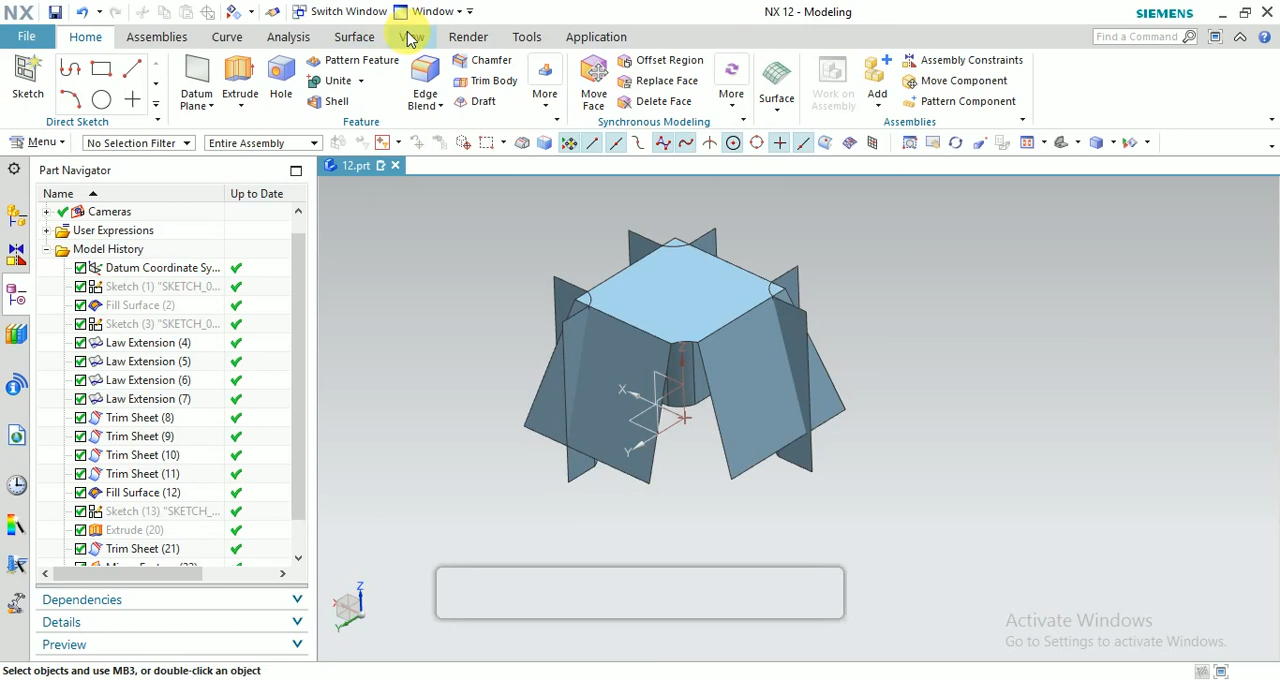 NX
Switch Window
Window
NX 12 - Modeling
SIEMENS
File
Home
Assemblies
Curve
Analysis
Surface
View
Render
Tools
Application
Find a Command
Sketch
Direct Sketch
Datum Plane
Extrude
Hole
Pattern Feature
Unite
Shell
Edge Blend
Chamfer
Trim Body
Draft
More
Feature
Move Face
Offset Region
Replace Face
Delete Face
More
Synchronous Modeling
Surface
Work on Assembly
Add
Assembly Constraints
Move Component
Pattern Component
Assemblies
Menu
No Selection Filter
Entire Assembly
Part Navigator
12.prt
Name
Up to Date
Cameras
User Expressions
Model History
Datum Coordinate Sy...
Sketch (1) "SKETCH_0...
Fill Surface (2)
Sketch (3) "SKETCH_0...
Law Extension (4)
Law Extension (5)
Law Extension (6)
Law Extension (7)
Trim Sheet (8)
Trim Sheet (9)
Trim Sheet (10)
Trim Sheet (11)
Fill Surface (12)
Sketch (13) "SKETCH_...
Extrude (20)
Trim Sheet (21)
Dependencies
Details
Preview
X
Y
Z
X
Y
Activate Windows
Go to Settings to activate Windows.
Select objects and use MB3, or double-click an object